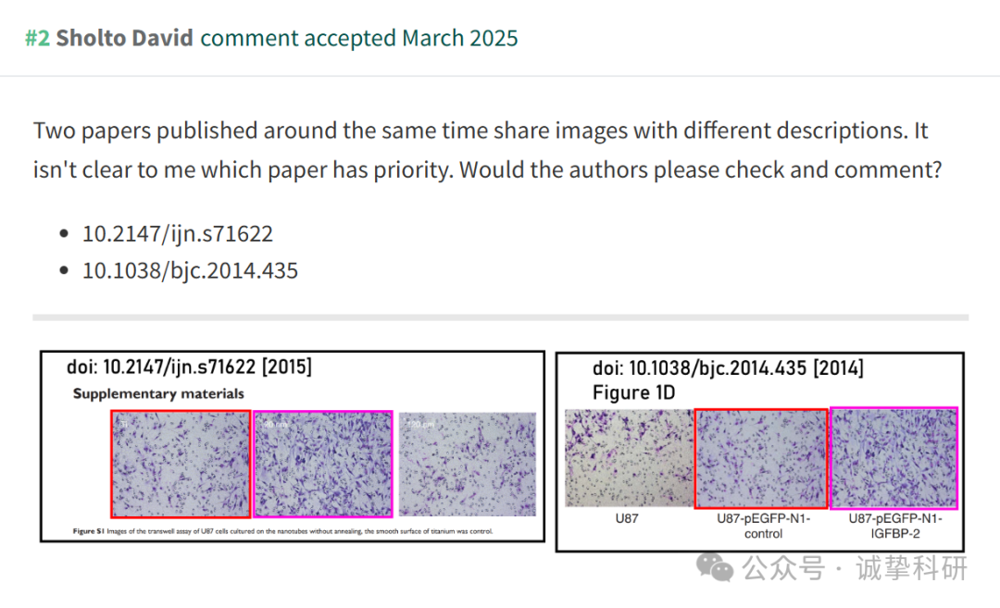 #2 Sholto David comment accepted March 2025
Two papers published around the same time share images with different descriptions. It
isn't clear to me which paper has priority. Would the authors please check and comment?
• 10.2147/ijn.s71622
• 10.1038/bjc.2014.435
doi: 10.2147/ijn.s71622 [2015]
Supplementary materials
Ti
120 nm
Figure S1 Images of the transwell assay of U87 cells cultured on the nanotubes without annealing, the smooth surface of titanium was control.
doi: 10.1038/bjc.2014.435 [2014]
Figure 1D
U87
U87-pEGFP-N1-
control
U87-pEGFP-N1-
IGFBP-2
公众号 · 诚挚科研